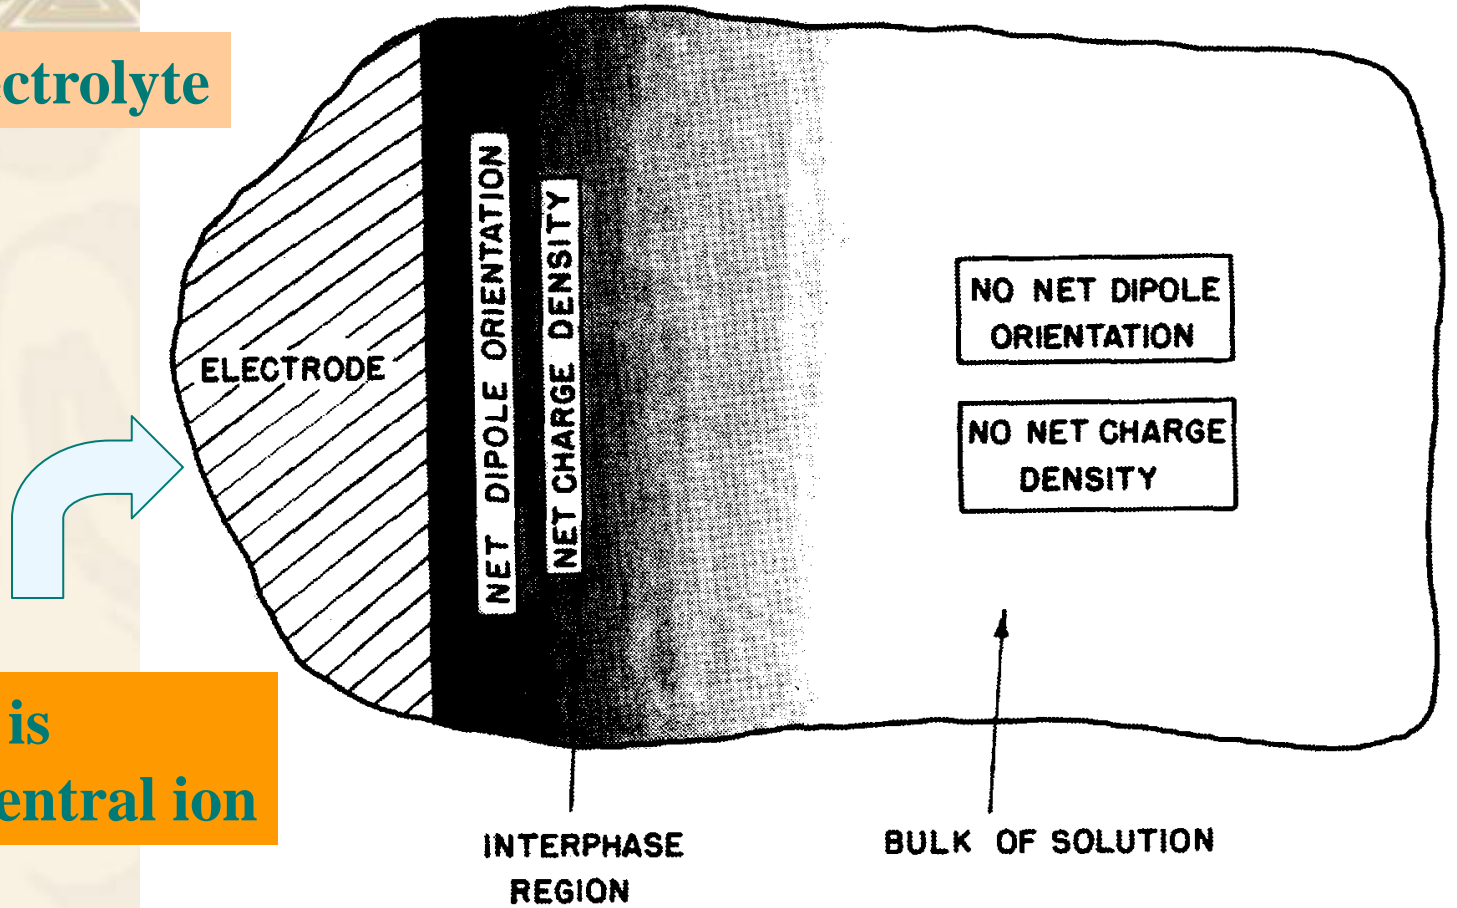 ctrolyte
ELECTRODE
NET DIPOLE ORIENTATION
NET CHARGE DENSITY
NO NET DIPOLE
ORIENTATION
NO NET CHARGE
DENSITY
is
entral ion
INTERPHASE
REGION
BULK OF SOLUTION